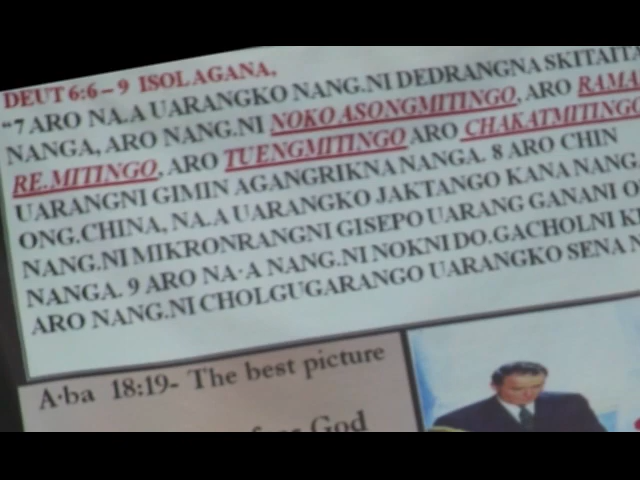 DEUT 6:6–9 ISOL AGANA,
"7 ARO NA.A UARANGKO NANG.NI DEDRANGNA SKITAITA
NANGA, ARO NANG.NI NOKO ASONGMITINGO, ARO RAMA
RE.MITINGO, ARO TUENGMITINGO ARO CHAKATMITINGO
UARANGNI GIMIN AGANGRIKNA NANGA. 8 ARO CHIN
ONG.CHINA, NA.A UARANGKO JAKTANGO KANA NANG-
NANG.NI MIKRONRANGNI GISEPO UARANG GANANI
NANGA. 9 ARO NA·A NANG.NI NOKNI DO.GACHOLNI
ARO NANG.NI CHOLGUGARANGO UARANGKO SENA
A·ba 18:19- The best picture
God